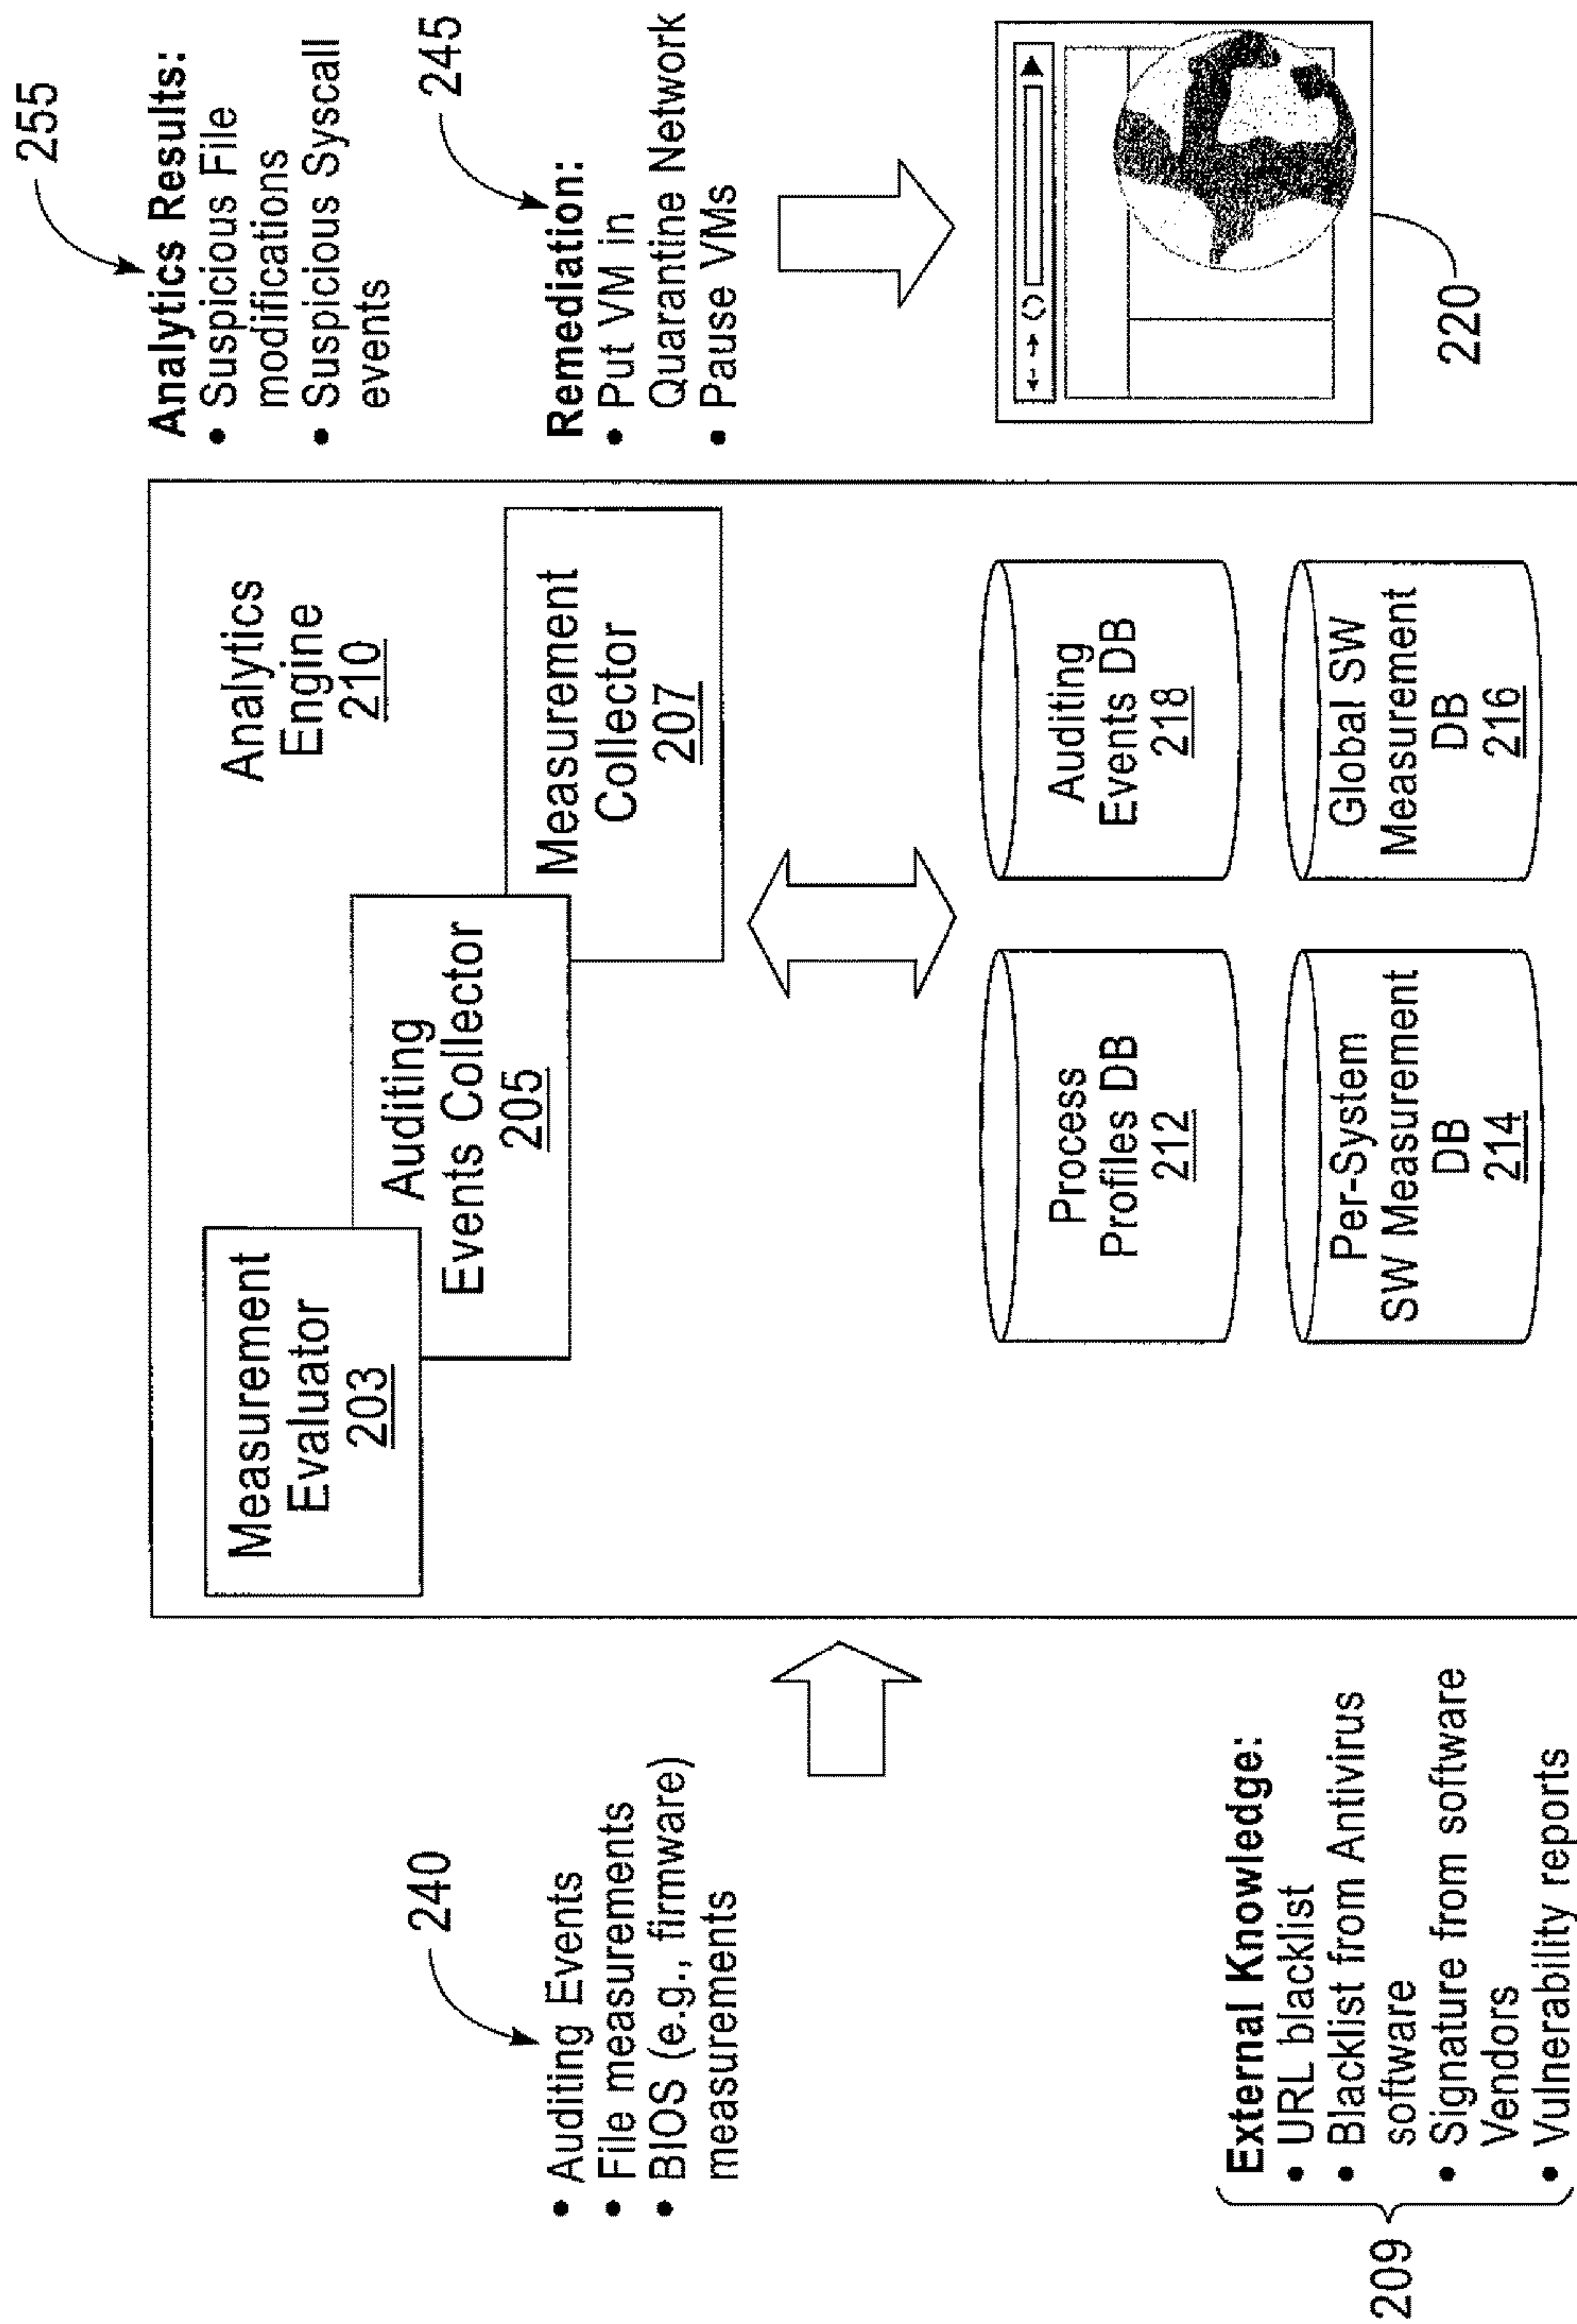 240
• Auditing Events
• File measurements
• BIOS (e.g., firmware)
measurements
External Knowledge:
• URL blacklist
• Blacklist from Antivirus
software
• Signature from software
Vendors
• Vulnerability reports
209
Analytics
Engine
210
Measurement
Evaluator
203
Auditing
Events Collector
205
Measurement
Collector
207
Process
Profiles DB
212
Auditing
Events DB
218
Per-System
SW Measurement
DB
214
Global SW
Measurement
DB
216
255
Analytics Results:
• Suspicious File
modifications
• Suspicious Syscall
events
245
Remediation:
• Put VM in
Quarantine Network
• Pause VMs
220